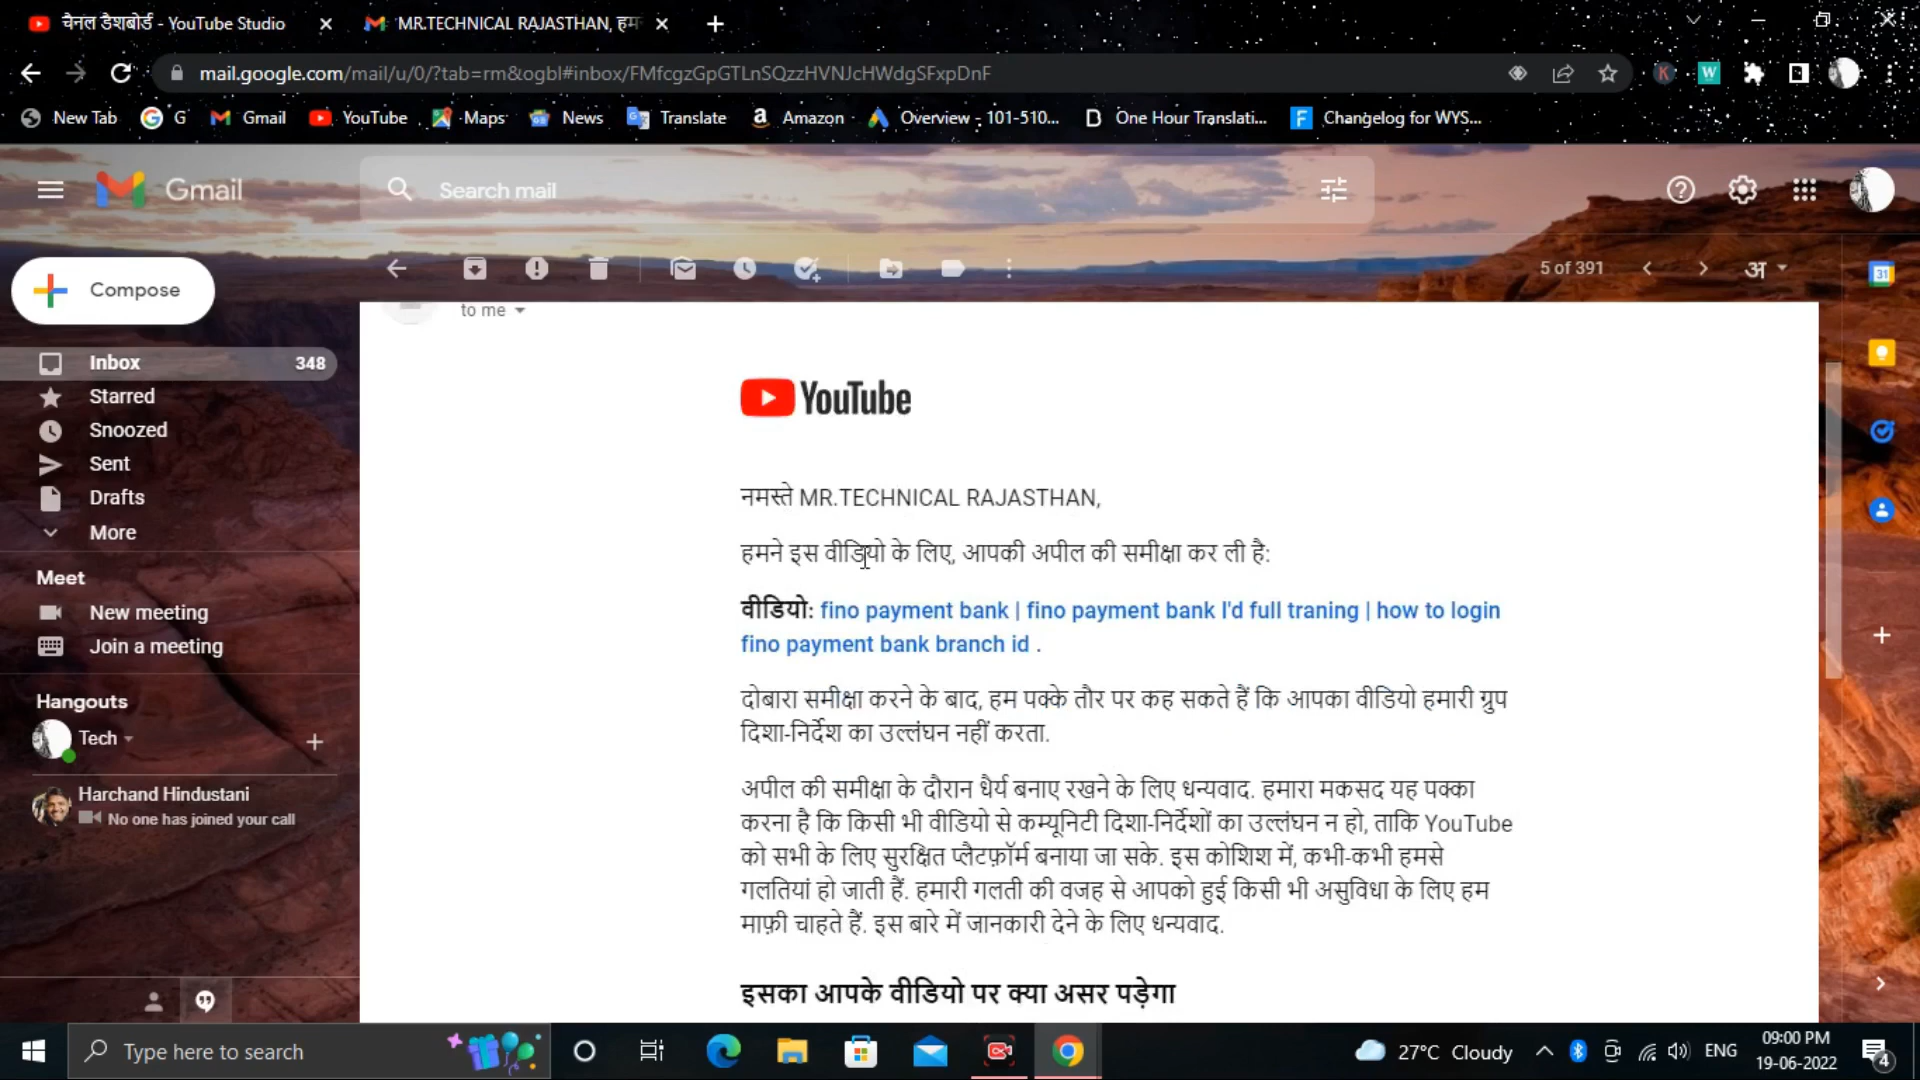 चैनल डैशबोर्ड - YouTube Studio
MR.TECHNICAL RAJASTHAN, हम
mail.google.com/mail/u/0/?tab=rm&ogbl#inbox/FMfcgzGpGTLnSQzzHVNJcHWdgSFxpDnF
K
W
New Tab
G
Gmail
YouTube
Maps
News
Translate
Amazon
Overview - 101-510...
One Hour Translati...
Changelog for WYS...
Gmail
Search mail
Compose
5 of 391
अ
31
to me
Inbox 348
Starred
Snoozed
Sent
Drafts
More
Meet
New meeting
Join a meeting
Hangouts
Tech
Harchand Hindustani
No one has joined your call
YouTube
नमस्ते MR.TECHNICAL RAJASTHAN,
हमने इस वीडियो के लिए, आपकी अपील की समीक्षा कर ली है:
वीडियो: fino payment bank | fino payment bank I'd full traning | how to login
fino payment bank branch id .
दोबारा समीक्षा करने के बाद, हम पक्के तौर पर कह सकते हैं कि आपका वीडियो हमारी ग्रुप
दिशा-निर्देश का उल्लंघन नहीं करता.
अपील की समीक्षा के दौरान धैर्य बनाए रखने के लिए धन्यवाद. हमारा मकसद यह पक्का
करना है कि किसी भी वीडियो से कम्यूनिटी दिशा-निर्देशों का उल्लंघन न हो, ताकि YouTube
को सभी के लिए सुरक्षित प्लैटफ़ॉर्म बनाया जा सके. इस कोशिश में, कभी-कभी हमसे
गलतियां हो जाती हैं. हमारी गलती की वजह से आपको हुई किसी भी असुविधा के लिए हम
माफ़ी चाहते हैं. इस बारे में जानकारी देने के लिए धन्यवाद.
इसका आपके वीडियो पर क्या असर पड़ेगा
Type here to search
27°C Cloudy
ENG
09:00 PM
19-06-2022
4